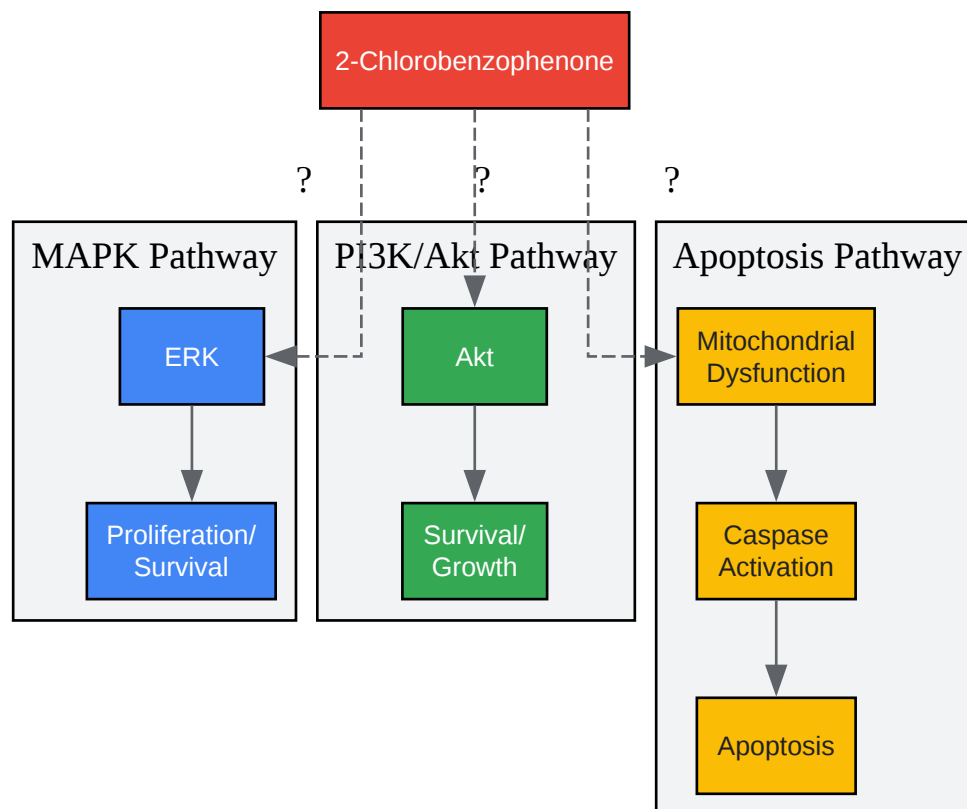 2-Chlorobenzophenone
?
?
?
MAPK Pathway
PI3K/Akt Pathway
Apoptosis Pathway
ERK
Akt
Mitochondrial
Dysfunction
Proliferation/
Survival
Survival/
Growth
Caspase
Activation
Apoptosis